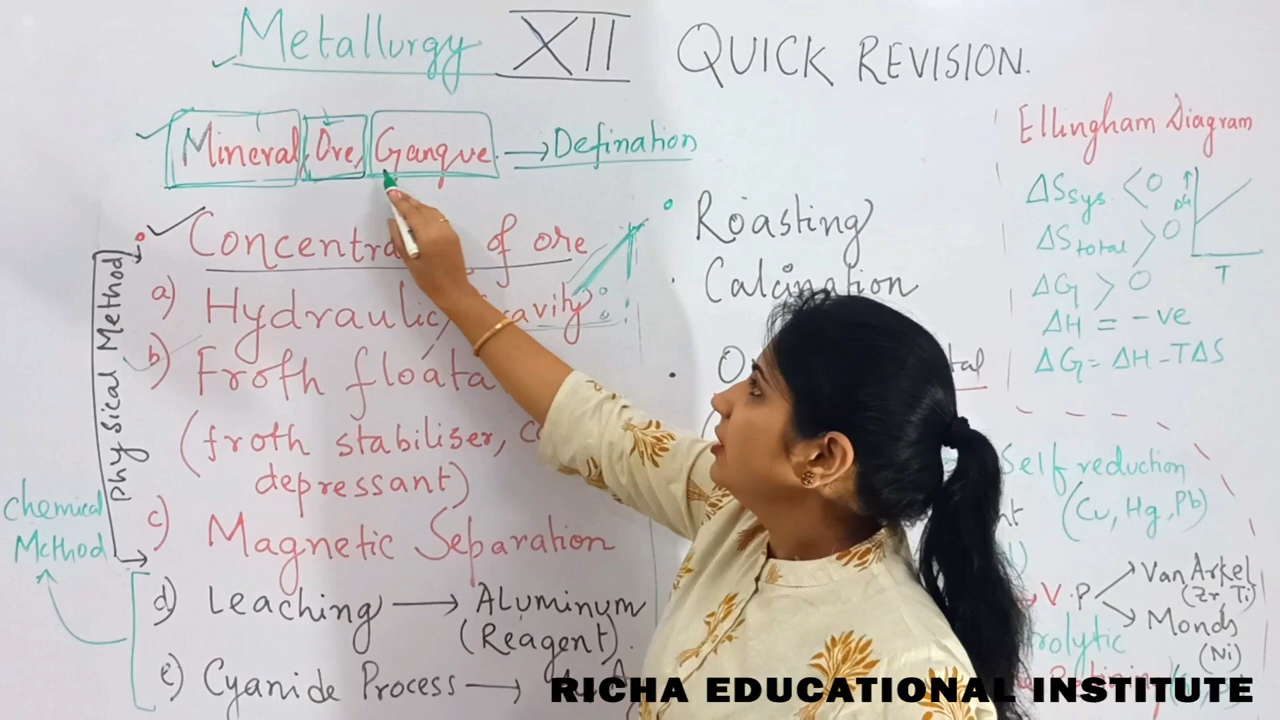 Metallurgy XII QUICK REVISION.
Mineral, Ore, Gangue → Defination
Concentra of ore
Physical Method
a) Hydraulic/ gravity
b) Froth floata
(froth stabiliser,
depressant)
c) Magnetic Separation
Chemical
Method
d) Leaching → Aluminum
(Reagent)
e) Cyanide Process →
Roasting
Calcination
Ellingham Diagram
ΔSsys < 0
ΔStotal > 0
ΔG > 0
ΔH = -ve
ΔG = ΔH - TΔS
ΔG
T
Self reduction
(Cu, Hg, Pb)
V.P
Van Arkel
(Zr, Ti)
Monds
(Ni)
RICHA EDUCATIONAL INSTITUTE